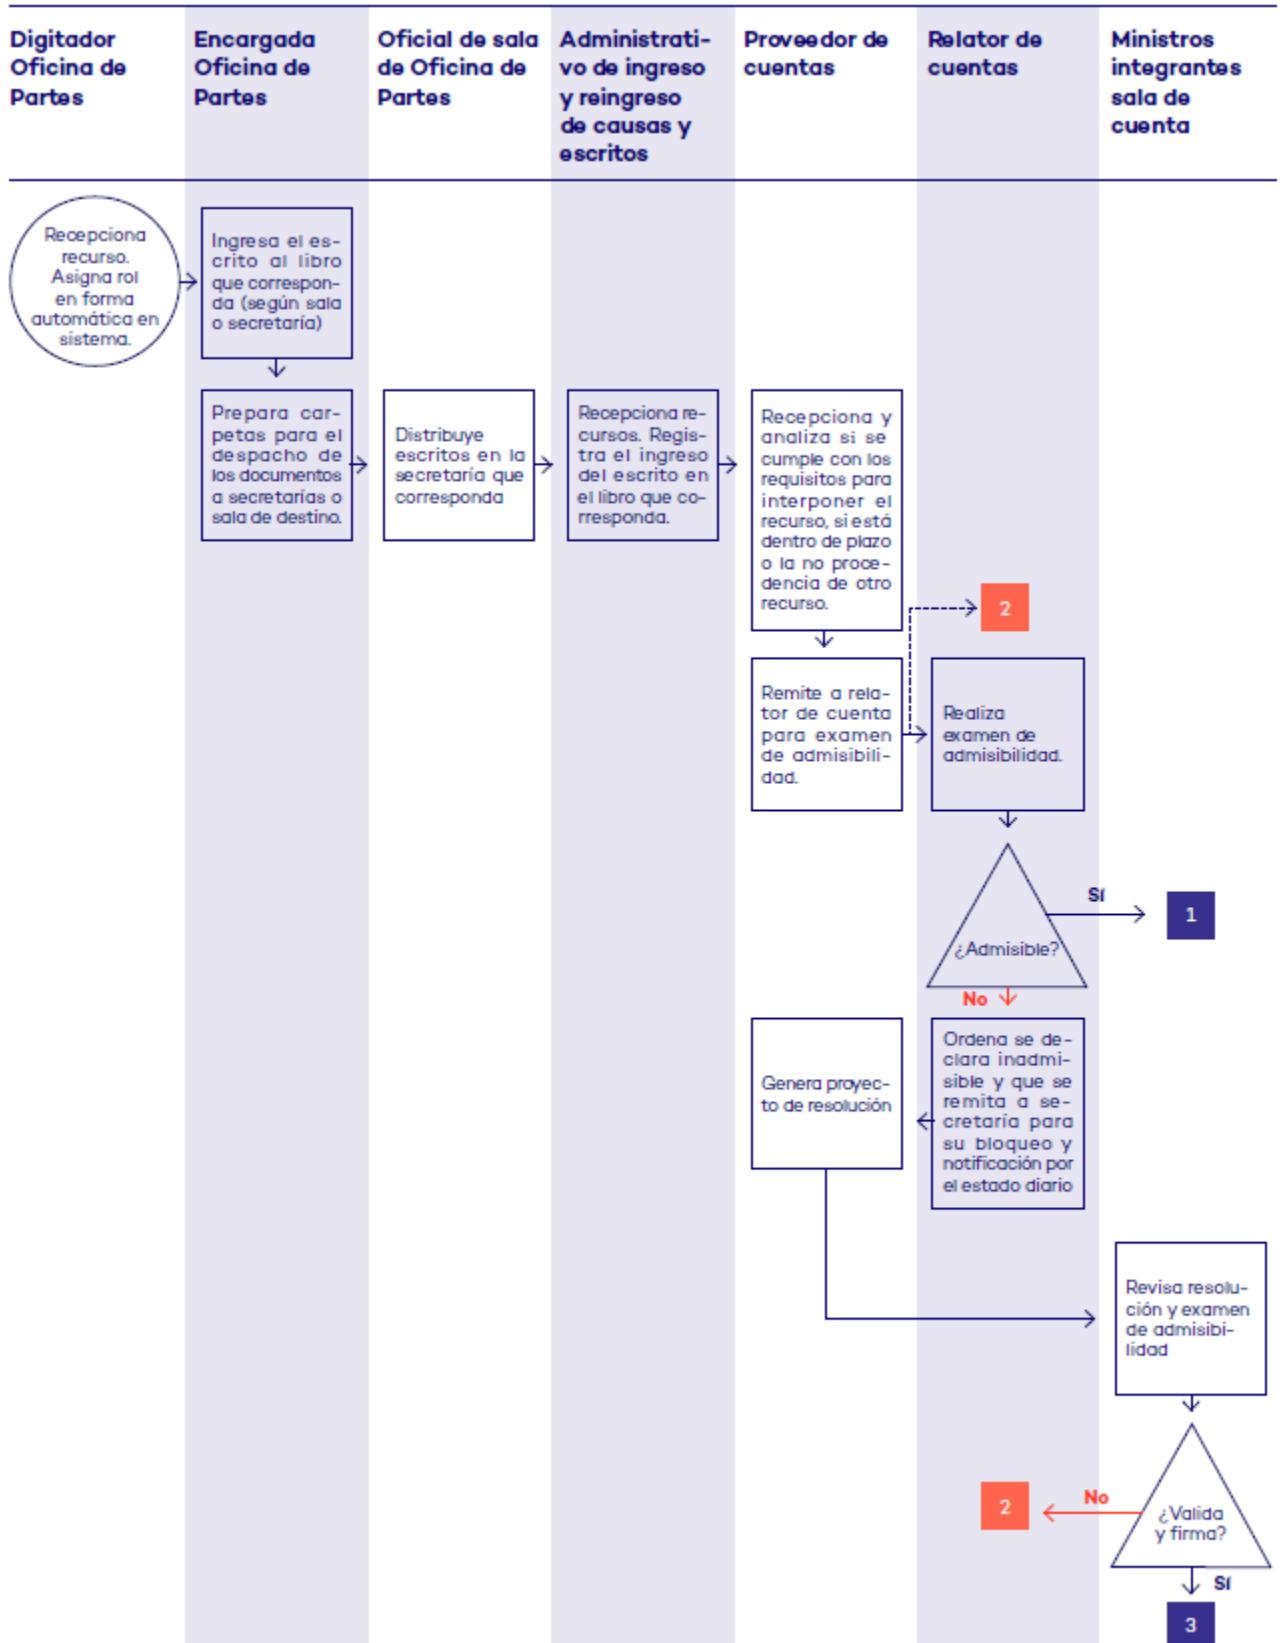 Digitador
Oficina de
Partes
Encargada
Oficina de
Partes
Oficial de sala
de Oficina de
Partes
Administrati-
vo de ingreso
y reingreso
de causas y
escritos
Proveedor de
cuentas
Relator de
cuentas
Ministros
integrantes
sala de
cuenta
Recepciona
recurso.
Asigna rol
en forma
automática en
sistema.
Ingresa el es-
crito al libro
que correspon-
da (según sala
o secretaría)
Prepara car-
petas para el
despacho de
los documentos
a secretarías o
sala de destino.
Distribuye
escritos en la
secretaría que
corresponda
Recepciona re-
cursos. Regis-
tra el ingreso
del escrito en
el libro que co-
rresponda.
Recepciona y
analiza si se
cumple con los
requisitos para
interponer el
recurso, si está
dentro de plazo
o la no proce-
dencia de otro
recurso.
2
Remite a rela-
tor de cuenta
para examen
de admisibili-
dad.
Realiza
examen de
admisibilidad.
¿Admisible?
Sí
1
No
Ordena se de-
clara inadmi-
sible y que se
remita a se-
cretaría para
su bloqueo y
notificación por
el estado diario
Genera proyec-
to de resolución
Revisa resolu-
ción y examen
de admisibi-
lidad
¿Valida
y firma?
No
2
Sí
3